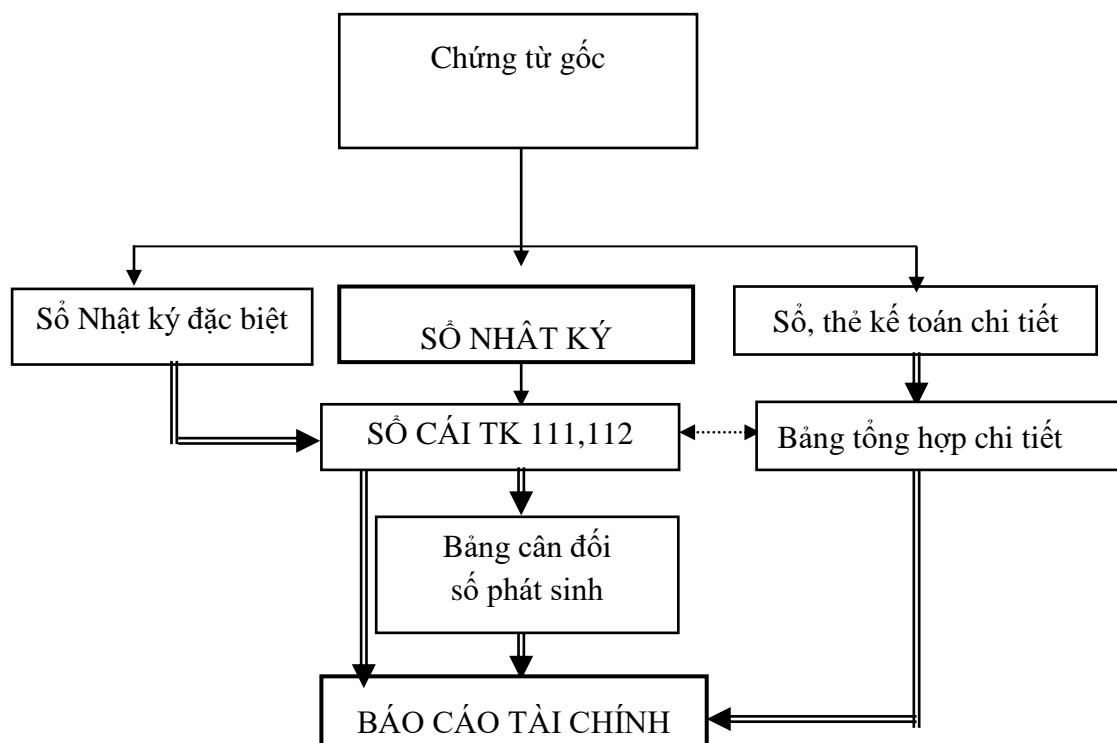 Chứng từ gốc
Sổ Nhật ký đặc biệt
SỔ NHÂT KÝ
Sổ, thẻ kế toán chi tiết
SỔ CÁI TK 111,112
Bảng tổng hợp chi tiết
Bảng cân đối
số phát sinh
BÁO CÁO TÀI CHÍNH